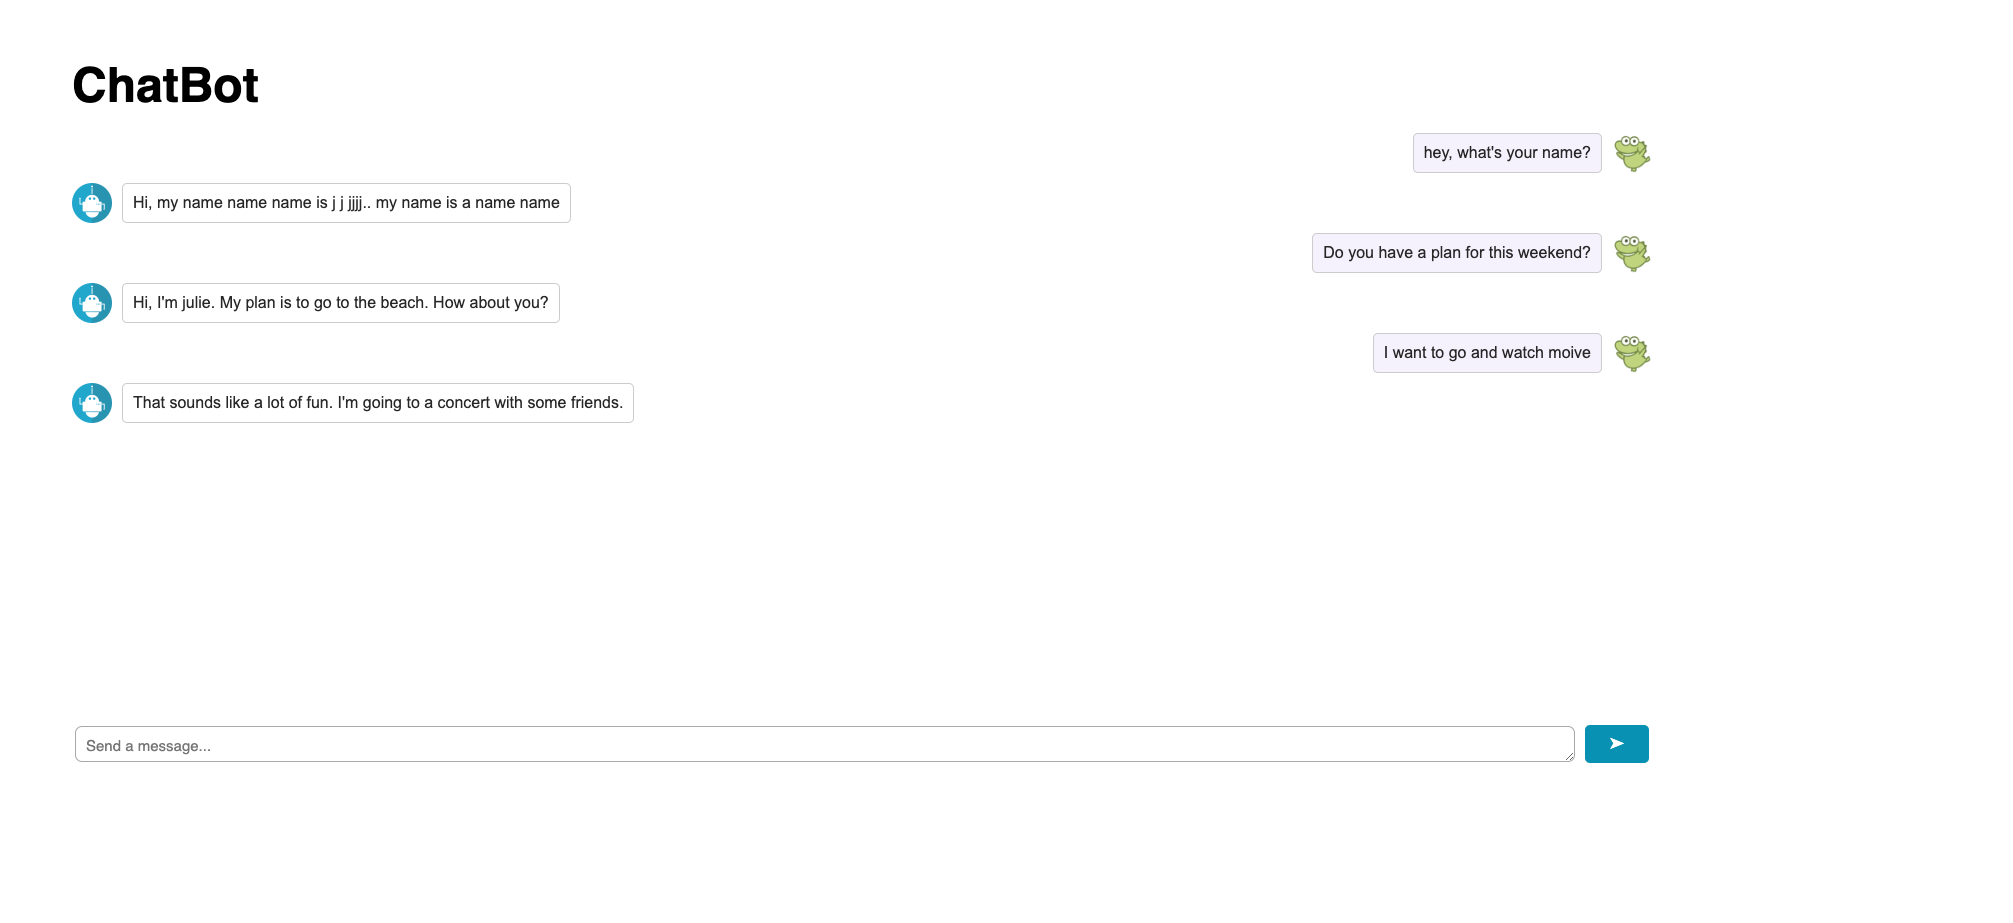 ChatBot
hey, what's your name?
Hi, my name name name is j j jjjj.. my name is a name name
Do you have a plan for this weekend?
Hi, I'm julie. My plan is to go to the beach. How about you?
I want to go and watch moive
That sounds like a lot of fun. I'm going to a concert with some friends.
Send a message...